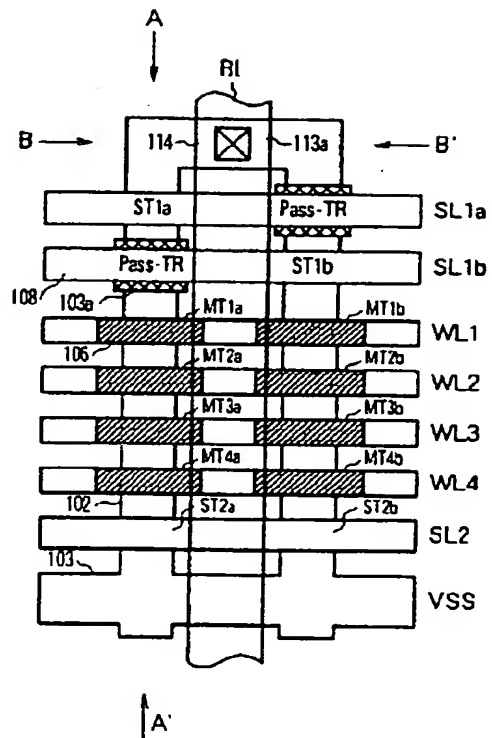 A
Bl
B
114
113a
B'
ST1a
Pass-TR
SL1a
Pass-TR
ST1b
SL1b
108
103a
MT1a
MT1b
WL1
106
MT2a
MT2b
WL2
MT3a
MT3b
WL3
MT4a
MT4b
WL4
102
ST2a
ST2b
SL2
103
VSS
A'